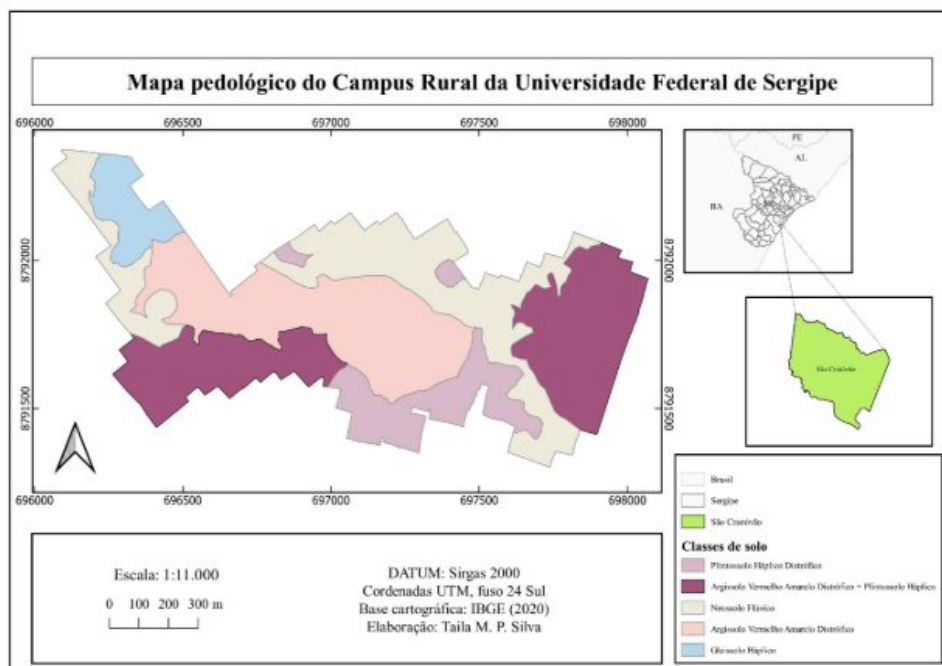 Mapa pedológico do Campus Rural da Universidade Federal de Sergipe
696000 696500 697000 697500 698000
8792000 8792000
8791500 8791500
696000 696500 697000 697500 698000
PE
AL
BA
São Cristóvão
Brasil
Sergipe
São Cristóvão
Classes de solo
Plintossolo Háplico Distrófico
Argissolo Vermelho Amarelo Distrófico + Plintossolo Háplico
Neossolo Flúvico
Argissolo Vermelho Amarelo Distrófico
Gleissolo Háplico
Escala: 1:11.000
0 100 200 300 m
DATUM: Sirgas 2000
Cordenadas UTM, fuso 24 Sul
Base cartográfica: IBGE (2020)
Elaboração: Taila M. P. Silva